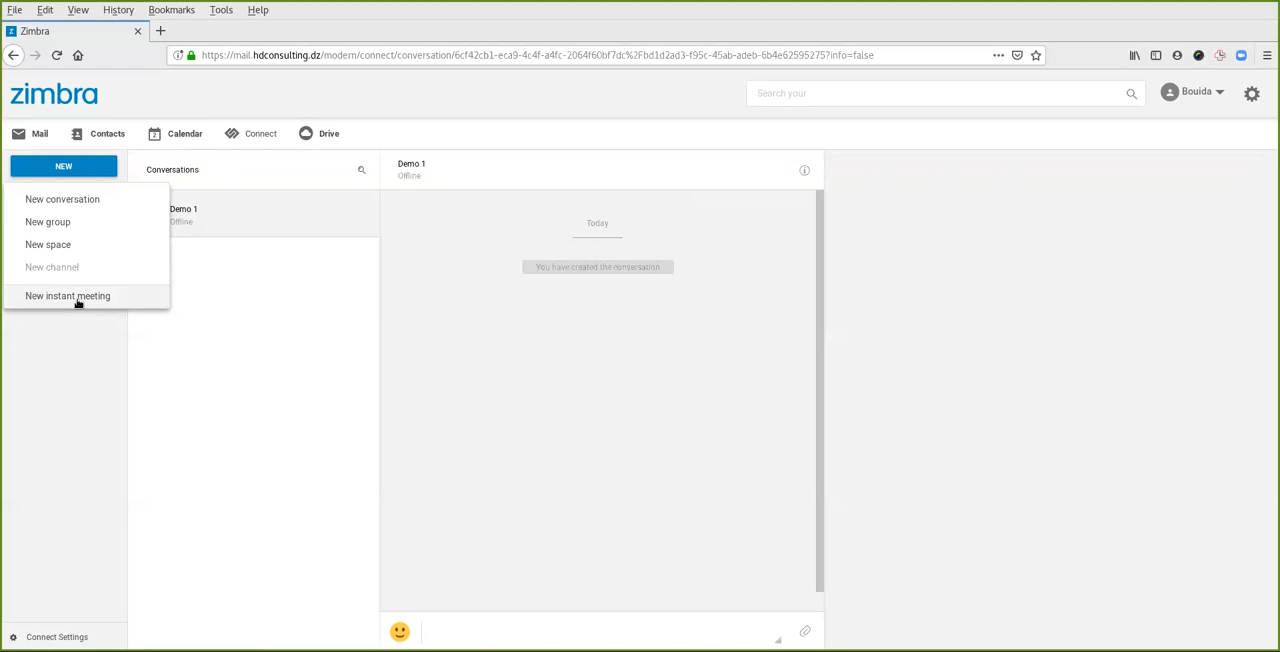 File Edit View History Bookmarks Tools Help
Z Zimbra
https://mail.hdconsulting.dz/modern/connect/conversation/6cf42cb1-eca9-4c4f-a4fc-2064f60bf7dc%2Fbd1d2ad3-f95c-45ab-adeb-6b4e62595275?info=false
zimbra
Search your
Bouida
Mail Contacts 2 Calendar Connect Drive
NEW
Conversations
Demo 1
Offline
New conversation
New group
New space
New channel
New instant meeting
Demo 1
Offline
Today
You have created the conversation
Connect Settings